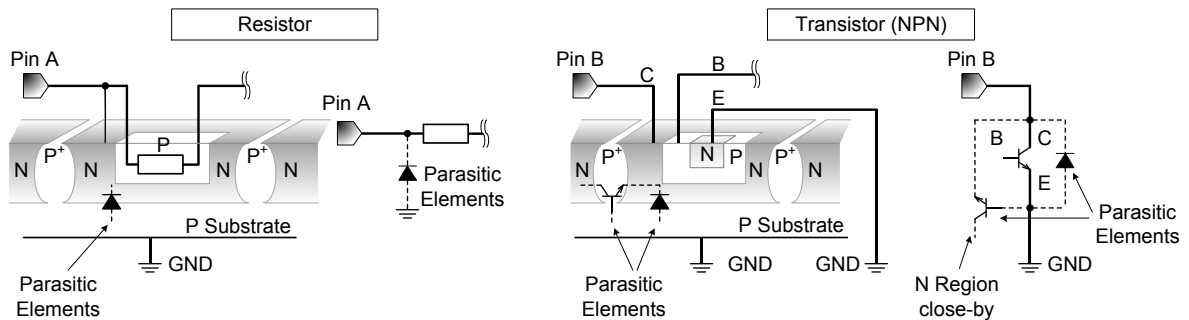 Resistor
Transistor (NPN)
Pin A
Pin A
N
P+
N
P
N
P+
N
Parasitic
Elements
P Substrate
GND
Parasitic
Elements
Pin B
C
B
E
N
P+
N
N
P
N
P+
N
P Substrate
GND
GND
Parasitic
Elements
Pin B
B
C
E
Parasitic
Elements
GND
N Region
close-by